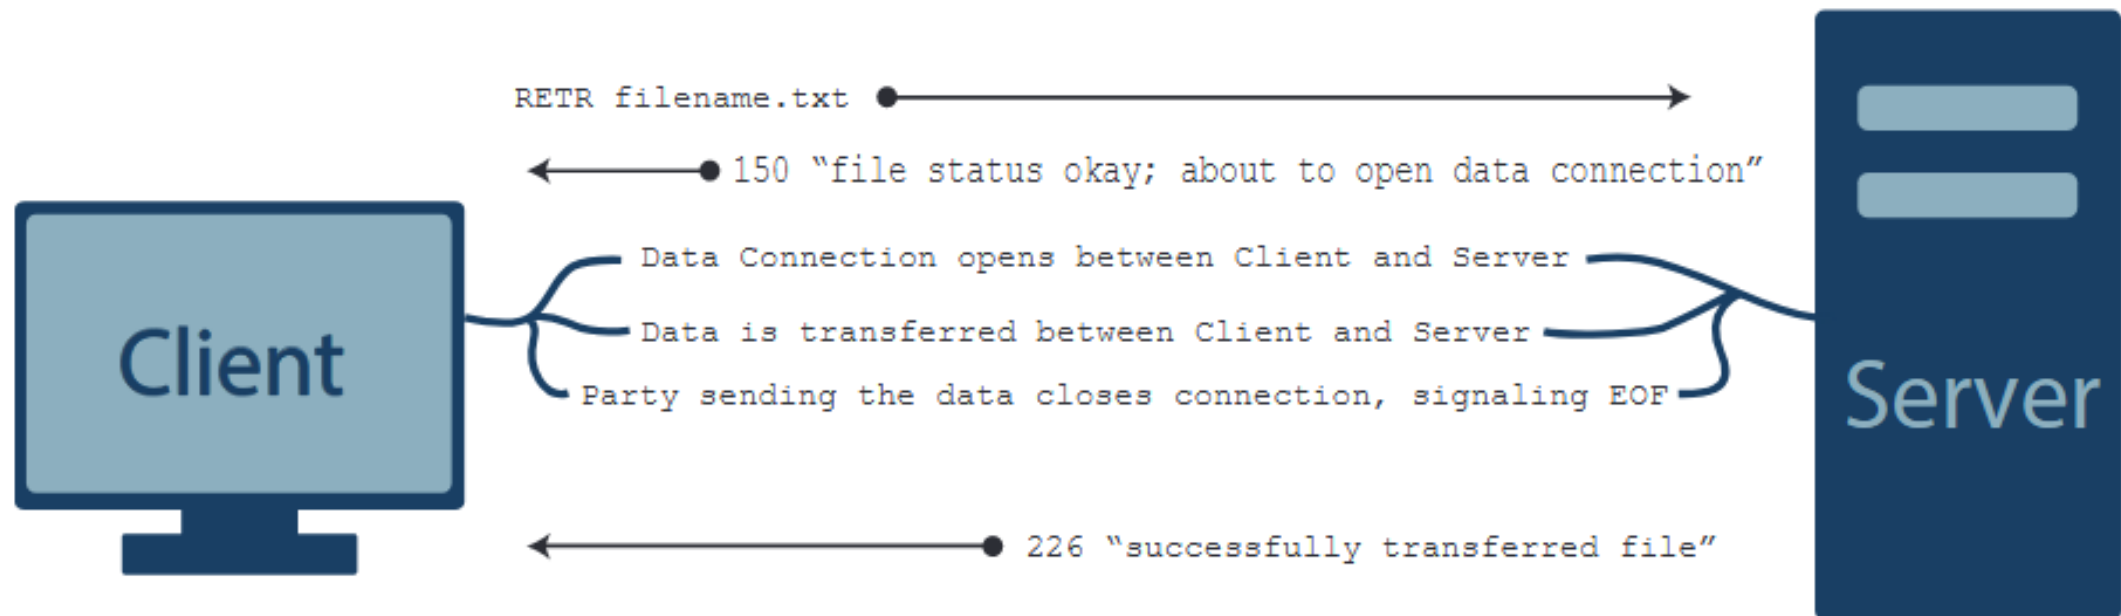 RETR filename.txt
150 “file status okay; about to open data connection”
Data Connection opens between Client and Server
Data is transferred between Client and Server
Party sending the data closes connection, signaling EOF
Client
Server
226 “successfully transferred file”